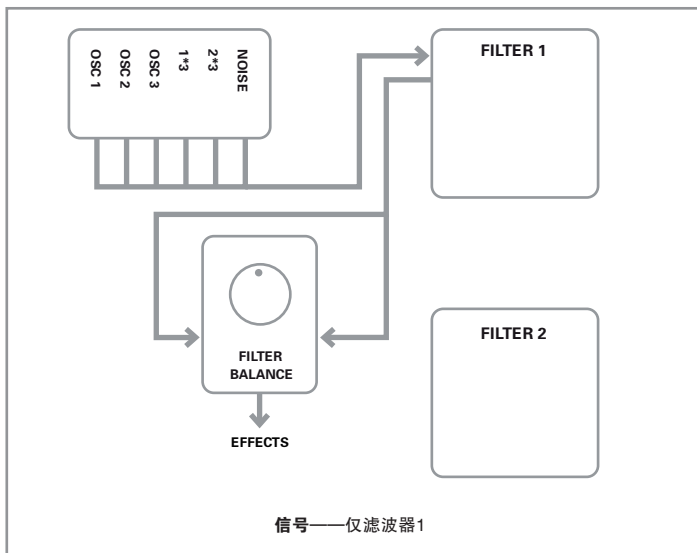 OSC 1
OSC 2
OSC 3
1*3
2*3
NOISE
FILTER 1
FILTER
BALANCE
FILTER 2
EFFECTS
信号——仅滤波器1